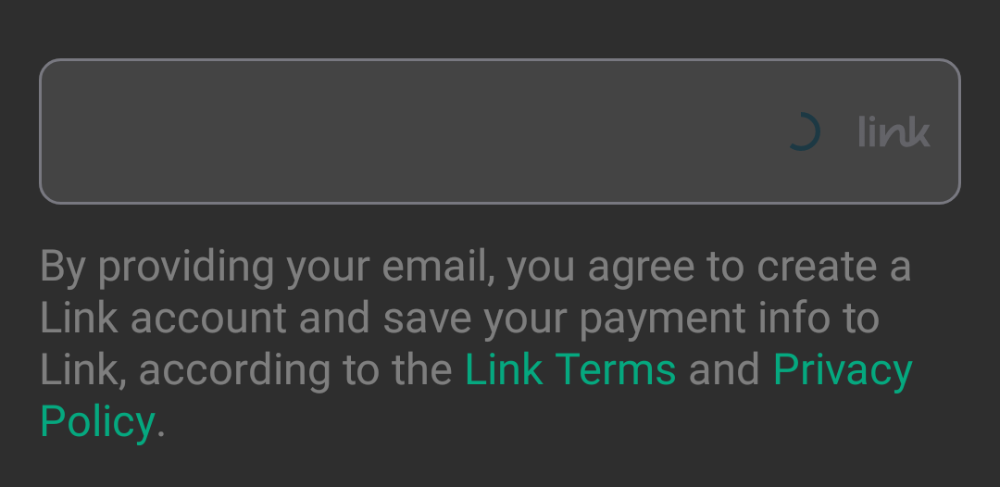 link
By providing your email, you agree to create a
Link account and save your payment info to
Link, according to the Link Terms and Privacy
Policy.